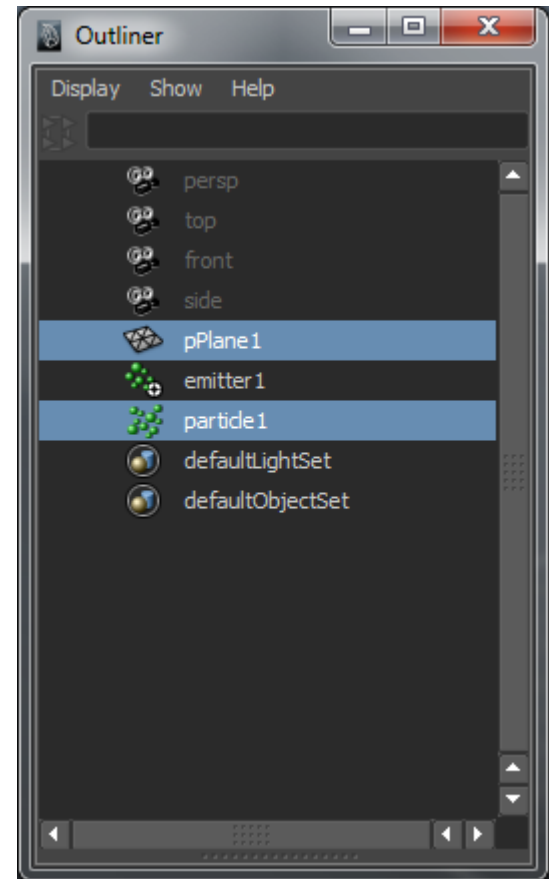 Outliner
Display Show Help
persp
top
front
side
pPlane1
emitter1
particle1
defaultLightSet
defaultObjectSet